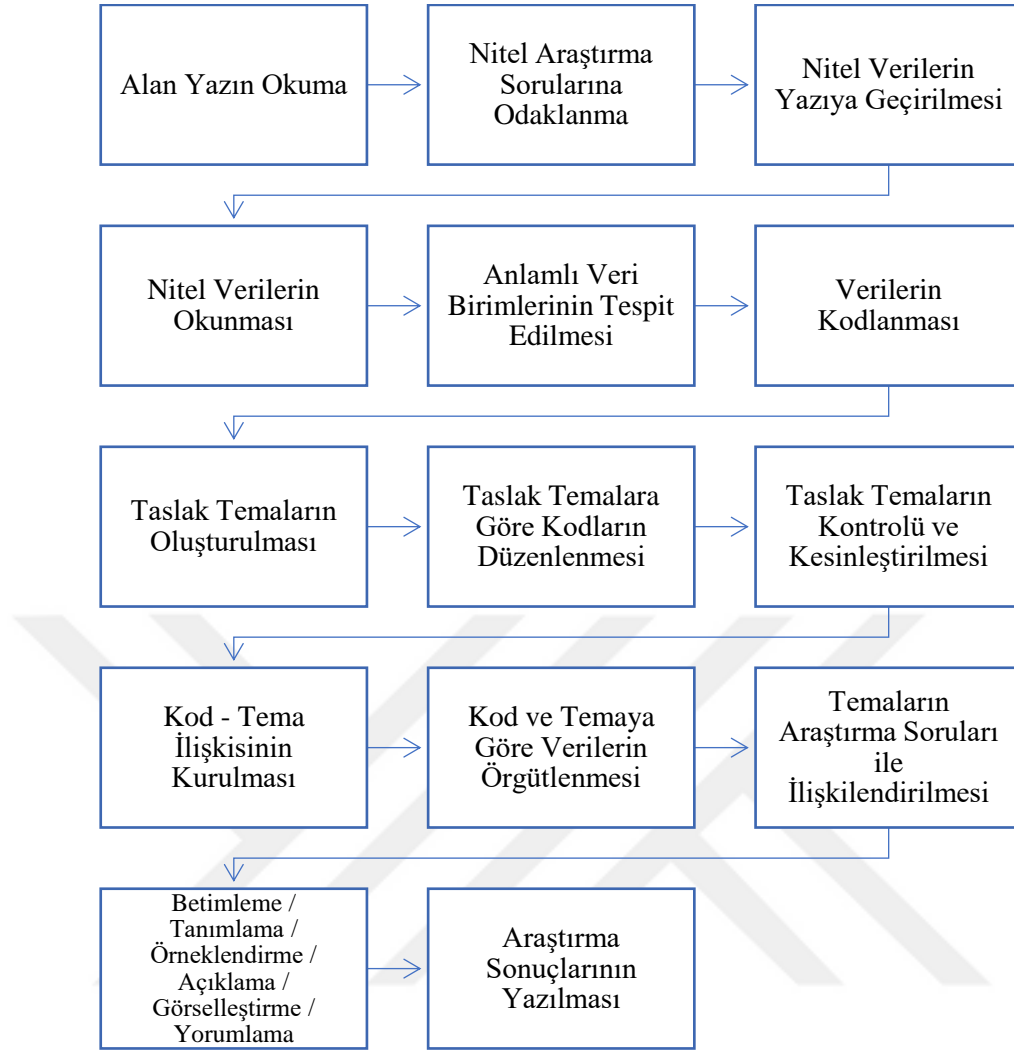 Alan Yazın Okuma
Nitel Araştırma
Sorularına
Odaklanma
Nitel Verilerin
Yazıya Geçirilmesi
Nitel Verilerin
Okunması
Anlamlı Veri
Birimlerinin Tespit
Edilmesi
Verilerin
Kodlanması
Taslak Temaların
Oluşturulması
Taslak Temalara
Göre Kodların
Düzenlenmesi
Taslak Temaların
Kontrolü ve
Kesinleştirilmesi
Kod - Tema
İlişkisinin
Kurulması
Kod ve Temaya
Göre Verilerin
Örgütlenmesi
Temaların
Araştırma Soruları
ile
İlişkilendirilmesi
Betimleme /
Tanımlama /
Örneklendirme /
Açıklama /
Görselleştirme /
Yorumlama
Araştırma
Sonuçlarının
Yazılması